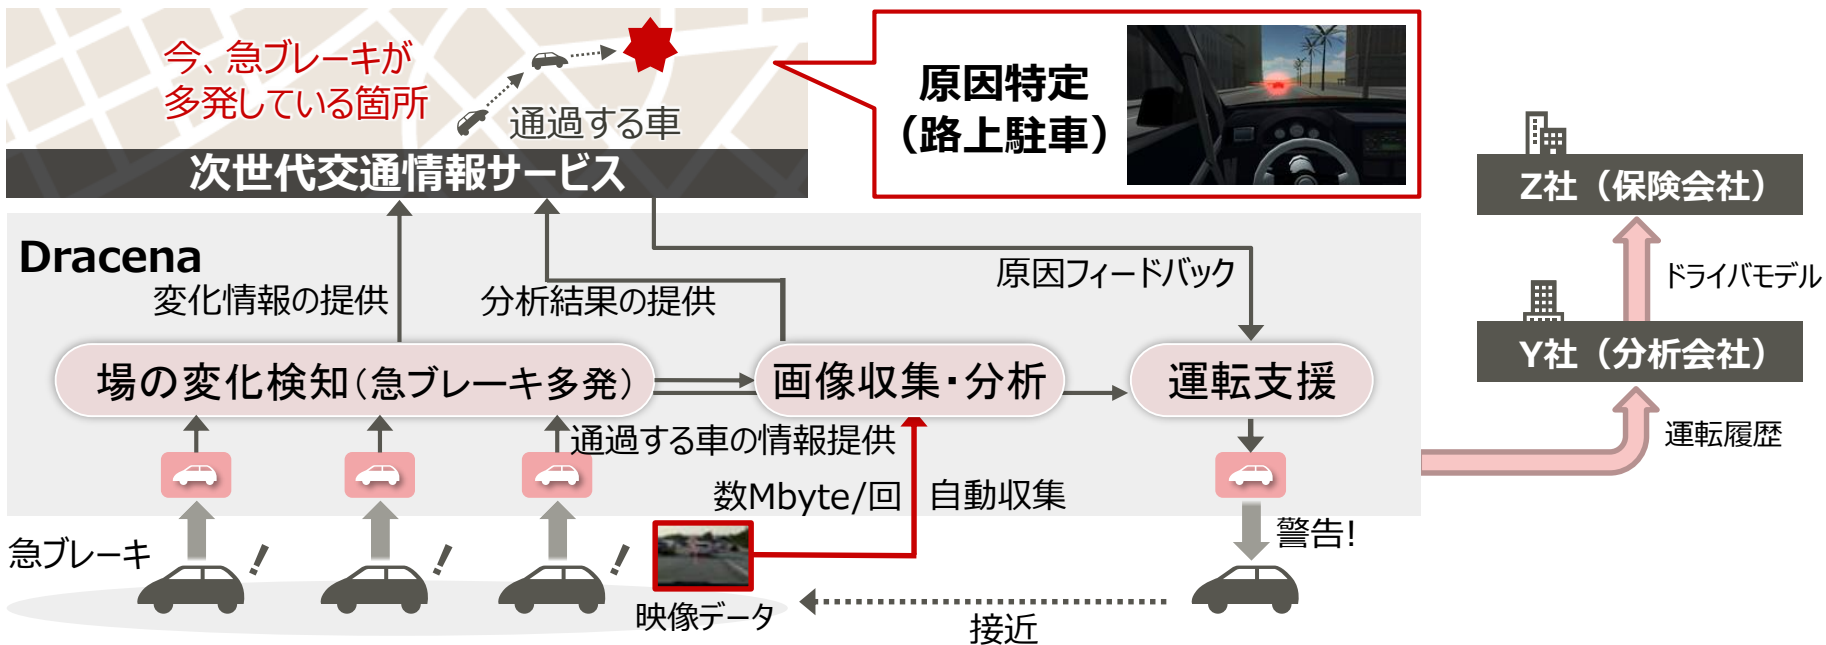 今、急ブレーキが
多発している箇所
通過する車
次世代交通情報サービス
原因特定
（路上駐車）
Dracena
変化情報の提供
分析結果の提供
原因フィードバック
場の変化検知（急ブレーキ多発）
画像収集・分析
運転支援
通過する車の情報提供
数Mbyte/回
自動収集
急ブレーキ
!
!
!
映像データ
接近
警告!
Z社（保険会社）
ドライバモデル
Y社（分析会社）
運転履歴